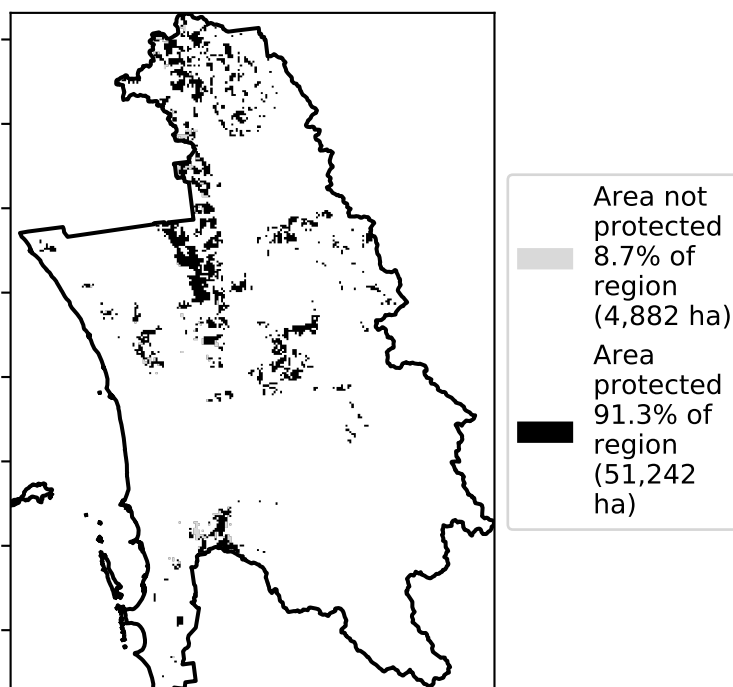 Area not
protected
8.7% of
region
(4,882 ha)
Area
protected
91.3% of
region
(51,242
ha)